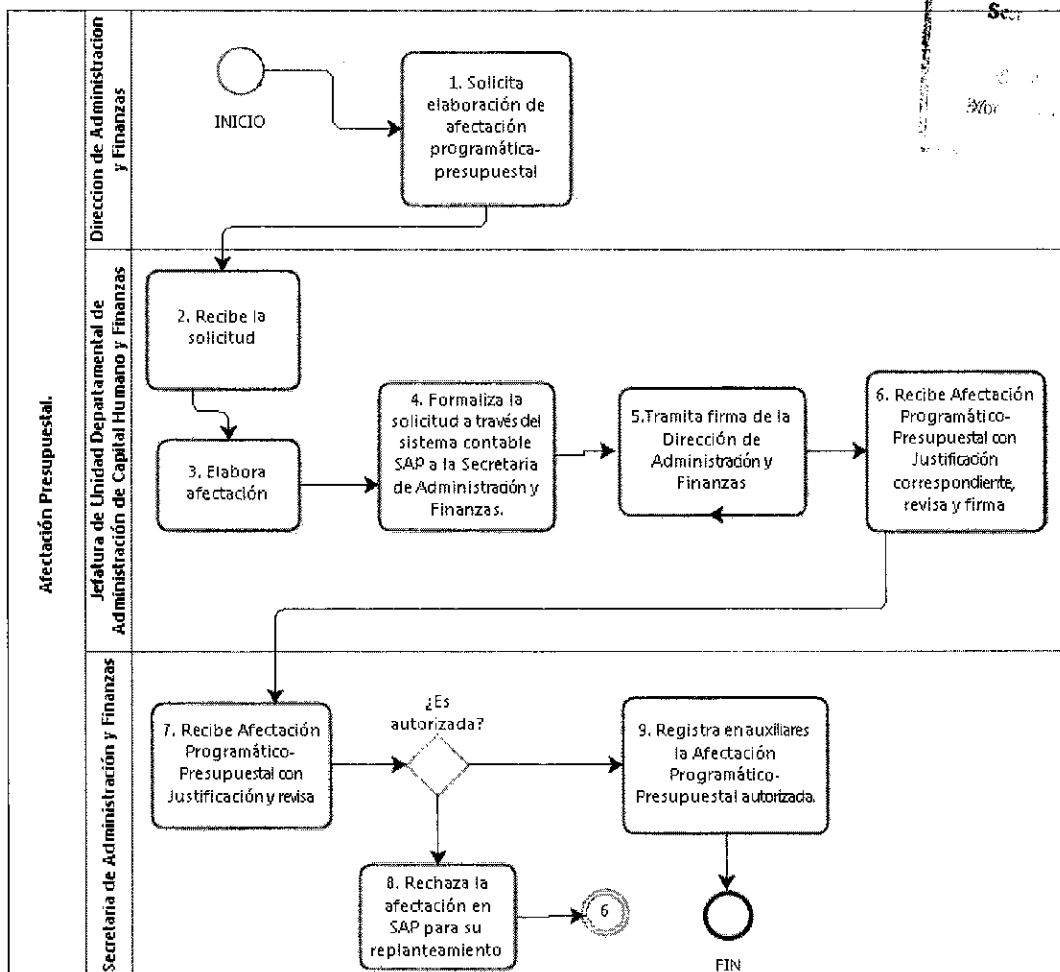 Afectación Presupuestal.
Direccion de Administracion
y Finanzas
INICIO
1. Solicita
elaboración de
afectación
programática-
presupuestal
Jefatura de Unidad Departamental de
Administración de Capital Humano y Finanzas
2. Recibe la
solicitud
3. Elabora
afectación
4. Formaliza la
solicitud a través del
sistema contable
SAP a la Secretaria
de Administración y
Finanzas.
5.Tramita firma de la
Dirección de
Administración y
Finanzas
6. Recibe Afectación
Programático-
Presupuestal con
Justificación
correspondiente,
revisa y firma
Secretaria de Administración y Finanzas
7. Recibe Afectación
Programático-
Presupuestal con
Justificación y revisa
¿Es
autorizada?
9. Registra en auxiliares
la Afectación
Programático-
Presupuestal autorizada.
8. Rechaza la
afectación en
SAP para su
replanteamiento
6
FIN